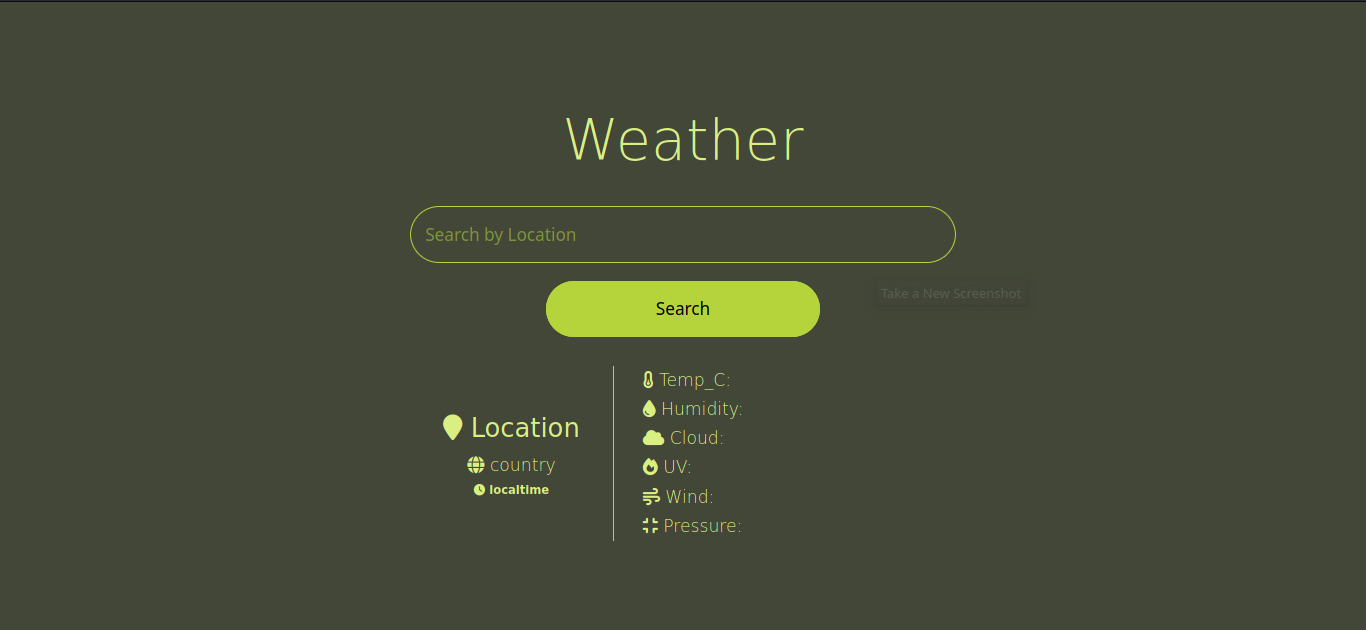 Weather
Search by Location
Search
Take a New Screenshot
Location
country
localtime
Temp_C:
Humidity:
Cloud:
UV:
Wind:
Pressure: